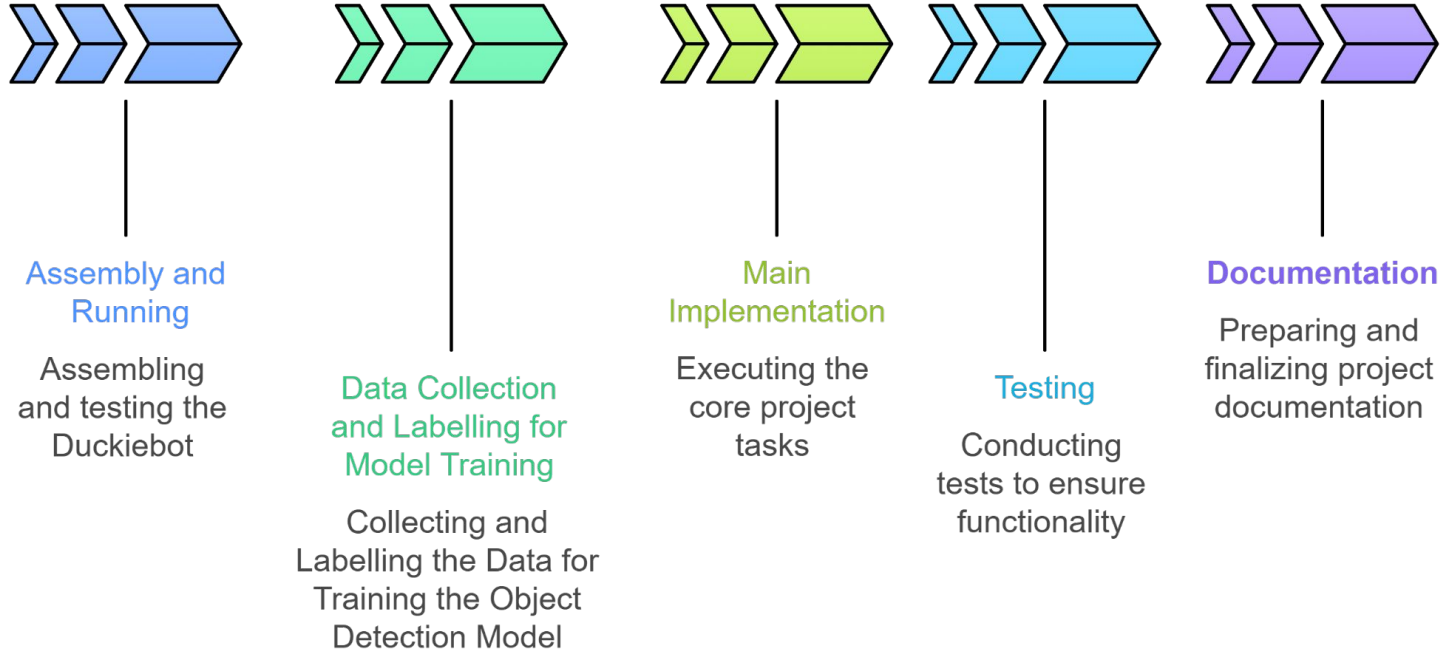 Assembly and
Running
Assembling
and testing the
Duckiebot
Data Collection
and Labelling for
Model Training
Collecting and
Labelling the Data for
Training the Object
Detection Model
Main
Implementation
Executing the
core project
tasks
Testing
Conducting
tests to ensure
functionality
Documentation
Preparing and
finalizing project
documentation